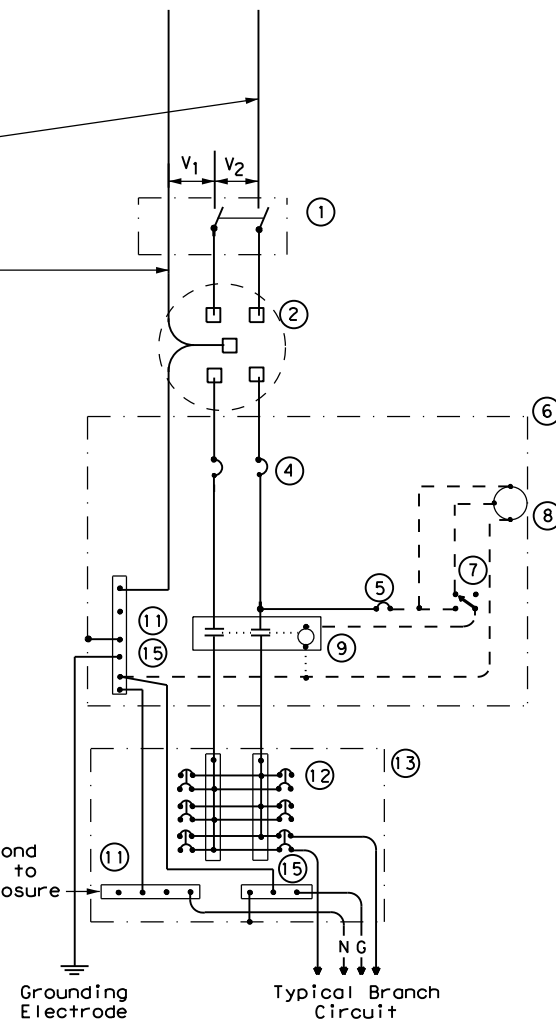 V1 V2
1
2
6
4
8
7
5
11
9
15
13
12
ond
to
osure
11
15
N G
Grounding
Electrode
Typical Branch
Circuit